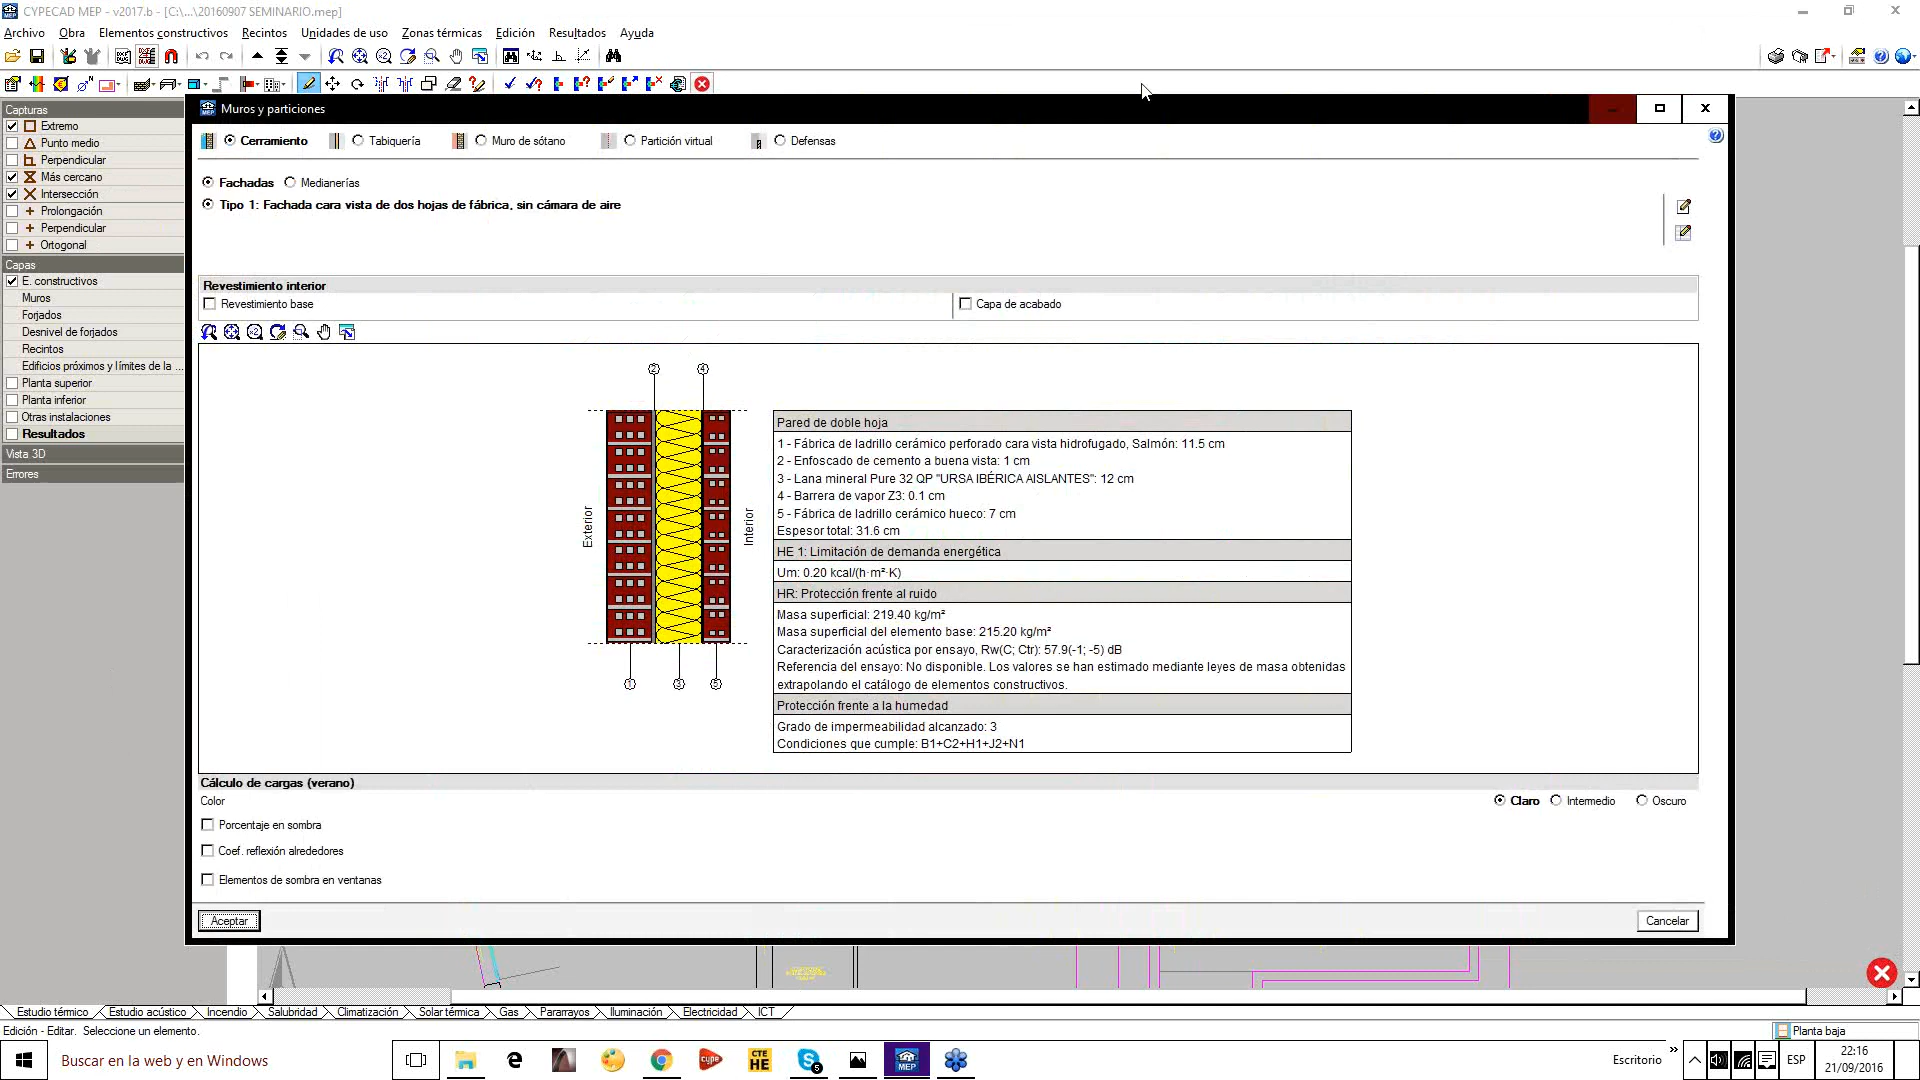 CYPECAD MEP - v2017.b - [C:\...\20160907 SEMINARIO.mep]
Archivo Obra Elementos constructivos Recintos Unidades de uso Zonas térmicas Edición Resultados Ayuda
Capturas
Extremo
Punto medio
Perpendicular
Más cercano
Intersección
Prolongación
Perpendicular
Ortogonal
Capas
E. constructivos
Muros
Forjados
Desnivel de forjados
Recintos
Edificios próximos y límites de la ...
Planta superior
Planta inferior
Otras instalaciones
Resultados
Vista 3D
Errores
Muros y particiones
Cerramiento Tabiquería Muro de sótano Partición virtual Defensas
Fachadas Medianerías
Tipo 1: Fachada cara vista de dos hojas de fábrica, sin cámara de aire
Revestimiento interior
Revestimiento base Capa de acabado
2 4
Exterior
Interior
1 3 5
Pared de doble hoja
1 - Fábrica de ladrillo cerámico perforado cara vista hidrofugado, Salmón: 11.5 cm
2 - Enfoscado de cemento a buena vista: 1 cm
3 - Lana mineral Pure 32 QP "URSA IBÉRICA AISLANTES": 12 cm
4 - Barrera de vapor Z3: 0.1 cm
5 - Fábrica de ladrillo cerámico hueco: 7 cm
Espesor total: 31.6 cm
HE 1: Limitación de demanda energética
Um: 0.20 kcal/(h·m²·K)
HR: Protección frente al ruido
Masa superficial: 219.40 kg/m²
Masa superficial del elemento base: 215.20 kg/m²
Caracterización acústica por ensayo, Rw(C; Ctr): 57.9(-1; -5) dB
Referencia del ensayo: No disponible. Los valores se han estimado mediante leyes de masa obtenidas
extrapolando el catálogo de elementos constructivos.
Protección frente a la humedad
Grado de impermeabilidad alcanzado: 3
Condiciones que cumple: B1+C2+H1+J2+N1
Cálculo de cargas (verano)
Color Claro Intermedio Oscuro
Porcentaje en sombra
Coef. reflexión alrededores
Elementos de sombra en ventanas
Aceptar Cancelar
Estudio térmico Estudio acústico Incendio Salubridad Climatización Solar térmica Gas Pararrayos Iluminación Electricidad ICT
Edición - Editar. Seleccione un elemento. Planta baja
Buscar en la web y en Windows
cype
CTE
HE
5
MEP
Escritorio
ESP
22:16
21/09/2016